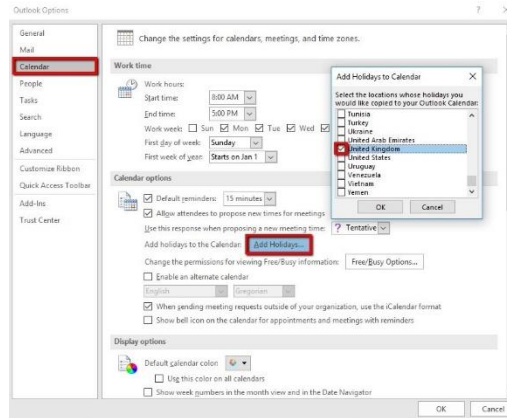 Outlook Options
General
Mail
Calendar
People
Tasks
Search
Language
Advanced
Customize Ribbon
Quick Access Toolbar
Add-Ins
Trust Center
Change the settings for calendars, meetings, and time zones.
Work time
Work hours:
Start time: 8:00 AM
End time: 5:00 PM
Work week: Sun Mon Tue Wed
First day of week: Sunday
First week of year: Starts on Jan 1
Calendar options
Default reminders: 15 minutes
Allow attendees to propose new times for meetings
Use this response when proposing a new meeting time: ? Tentative
Add holidays to the Calendar: Add Holidays...
Change the permissions for viewing Free/Busy information: Free/Busy Options...
Enable an alternate calendar
English Gregorian
When sending meeting requests outside of your organization, use the iCalendar format
Show bell icon on the calendar for appointments and meetings with reminders
Display options
Default calendar color:
Use this color on all calendars
Show week numbers in the month view and in the Date Navigator
OK Cancel
Add Holidays to Calendar
Select the locations whose holidays you
would like copied to your Outlook Calendar:
Tunisia
Turkey
Ukraine
United Arab Emirates
United Kingdom
United States
Uruguay
Venezuela
Vietnam
Yemen
OK Cancel